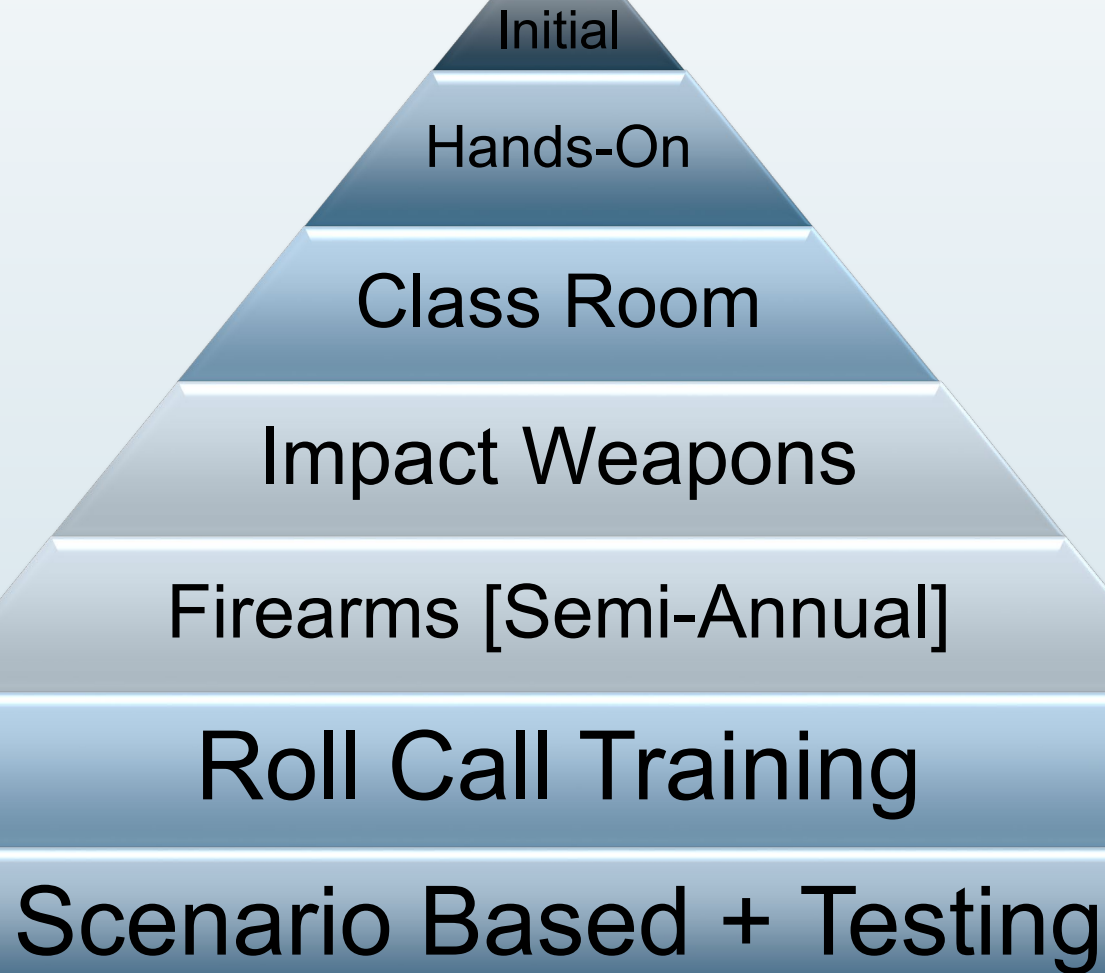 Initial
Hands-On
Class Room
Impact Weapons
Firearms [Semi-Annual]
Roll Call Training
Scenario Based + Testing